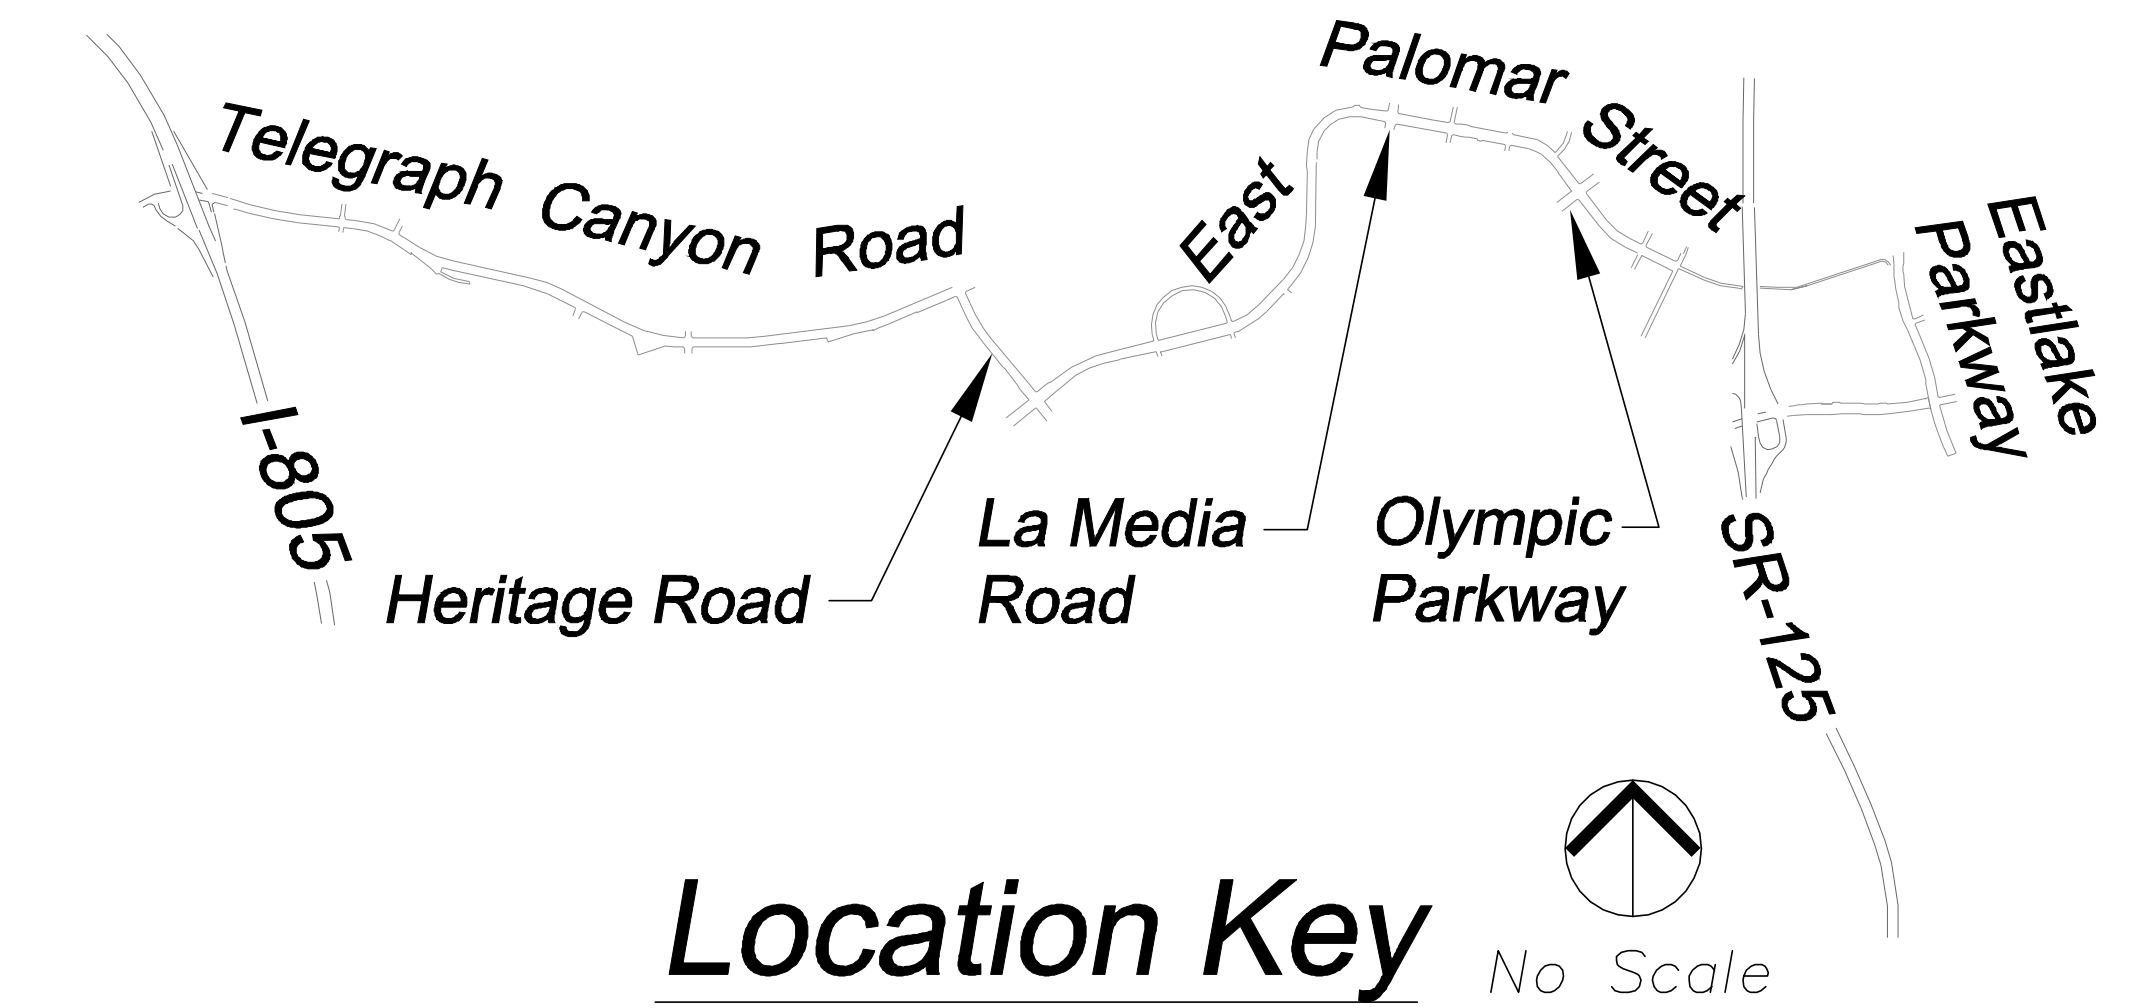 Telegraph Canyon Road
East Palomar Street
Eastlake
Parkway
I-805
Heritage Road
La Media
Road
Olympic
Parkway
SR-125
Location Key
No Scale